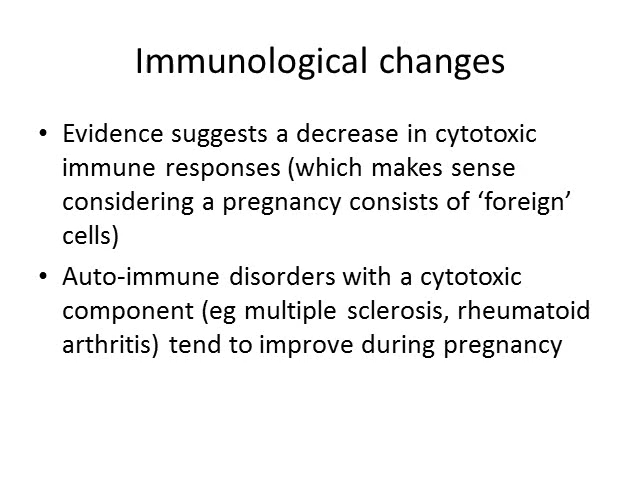 Immunological changes
• Evidence suggests a decrease in cytotoxic
immune responses (which makes sense
considering a pregnancy consists of ‘foreign’
cells)
• Auto-immune disorders with a cytotoxic
component (eg multiple sclerosis, rheumatoid
arthritis) tend to improve during pregnancy